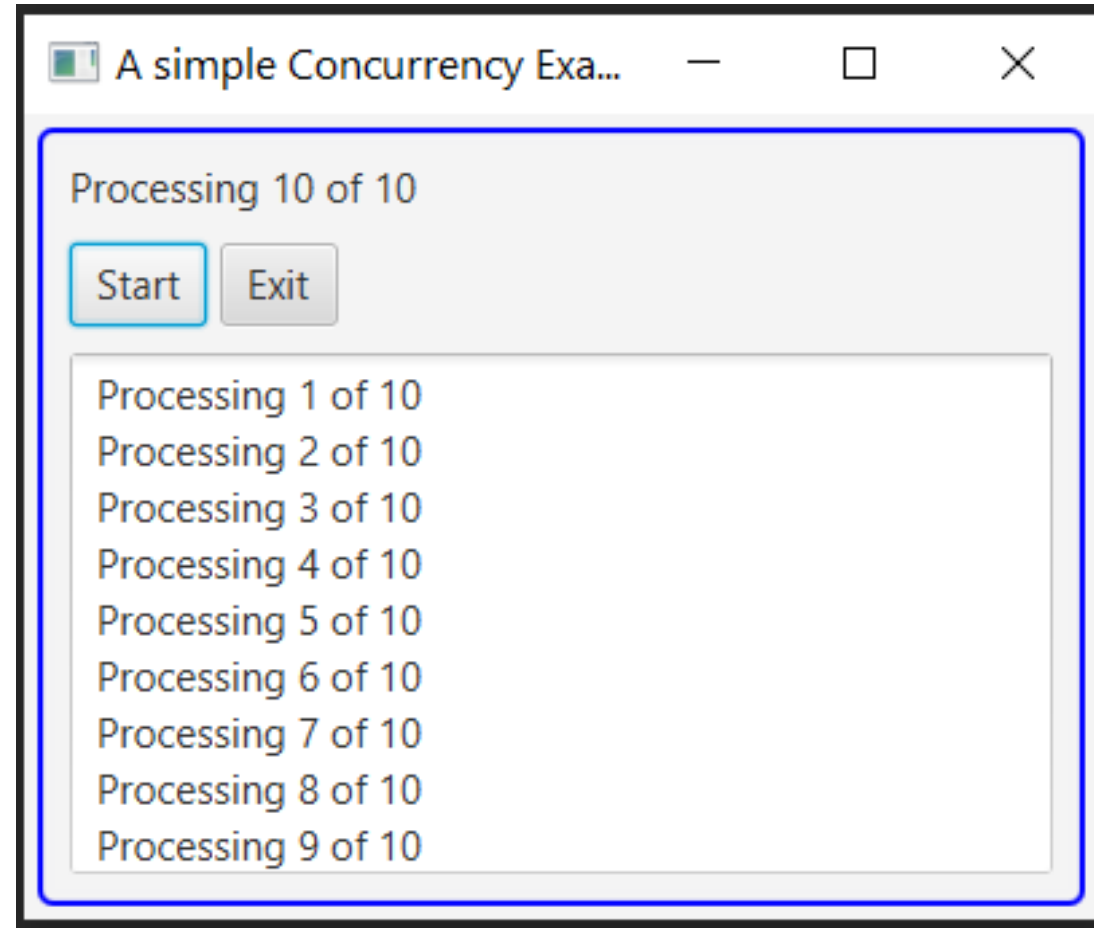 A simple Concurrency Exa...
Processing 10 of 10
Start Exit
Processing 1 of 10
Processing 2 of 10
Processing 3 of 10
Processing 4 of 10
Processing 5 of 10
Processing 6 of 10
Processing 7 of 10
Processing 8 of 10
Processing 9 of 10